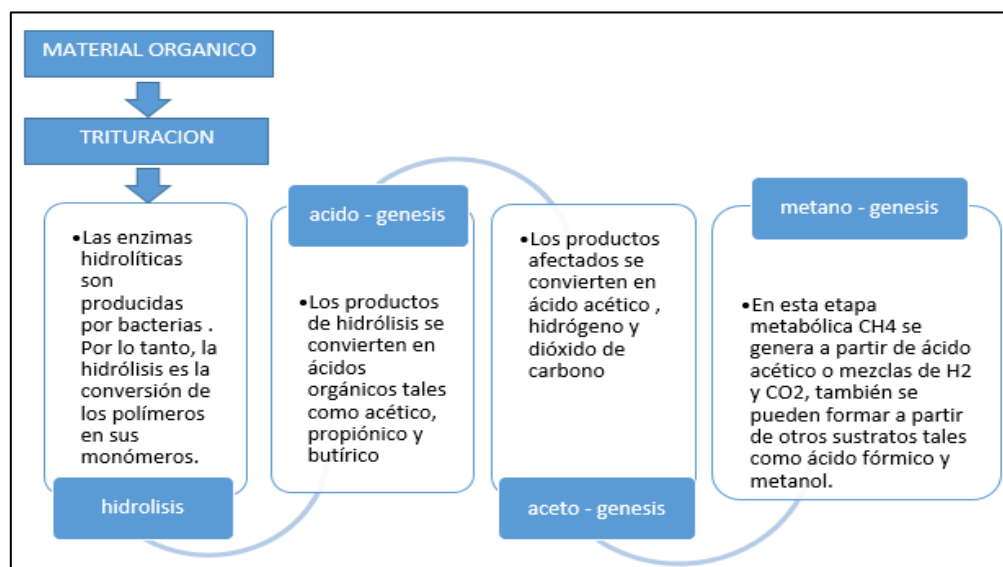 MATERIAL ORGANICO
TRITURACION
•Las enzimas
hidrolíticas
son
producidas
por bacterias .
Por lo tanto, la
hidrólisis es la
conversión de
los polímeros
en sus
monómeros.
hidrolisis
acido - genesis
•Los productos
de hidrólisis se
convierten en
ácidos
orgánicos tales
como acético,
propiónico y
butírico
•Los productos
afectados se
convierten en
ácido acético ,
hidrógeno y
dióxido de
carbono
aceto - genesis
metano - genesis
•En esta etapa
metabólica CH4 se
genera a partir de ácido
acético o mezclas de H2
y CO2, también se
pueden formar a partir
de otros sustratos tales
como ácido fórmico y
metanol.